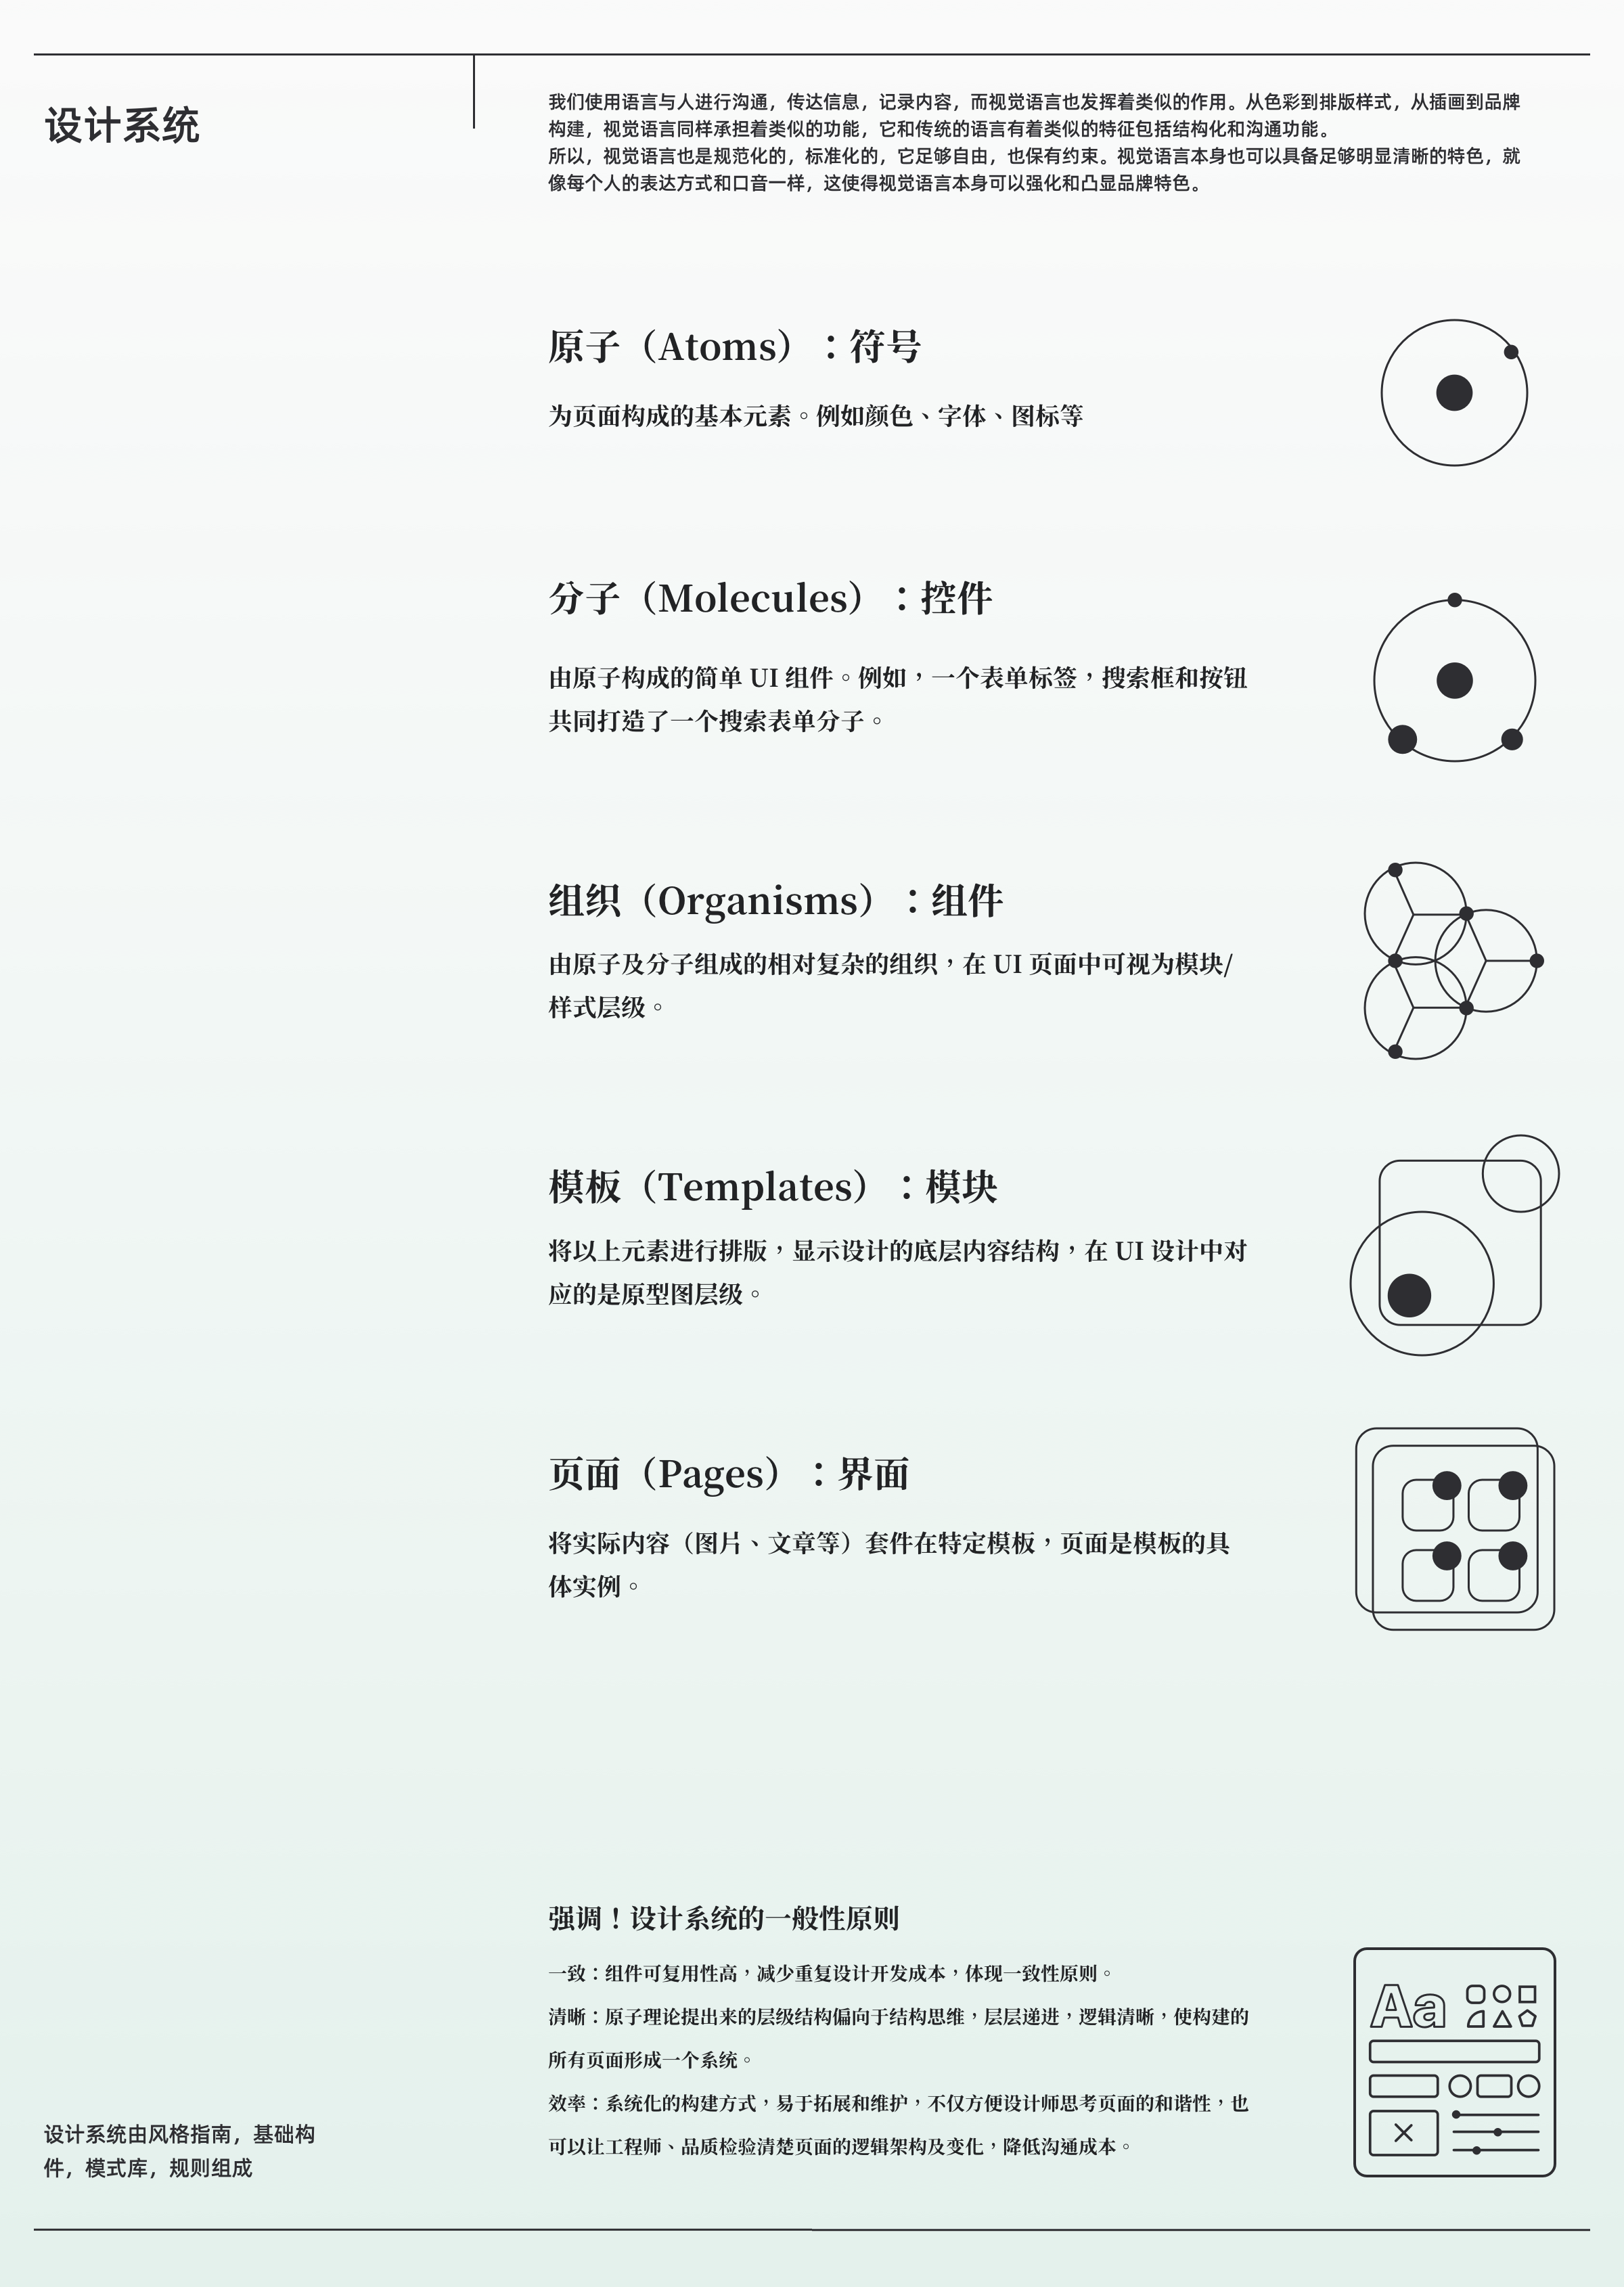 设计系统
我们使用语言与人进行沟通，传达信息，记录内容，而视觉语言也发挥着类似的作用。从色彩到排版样式，从插画到品牌
构建，视觉语言同样承担着类似的功能，它和传统的语言有着类似的特征包括结构化和沟通功能。
所以，视觉语言也是规范化的，标准化的，它足够自由，也保有约束。视觉语言本身也可以具备足够明显清晰的特色，就
像每个人的表达方式和口音一样，这使得视觉语言本身可以强化和凸显品牌特色。
原子（Atoms）：符号
为页面构成的基本元素。例如颜色、字体、图标等
分子（Molecules）：控件
由原子构成的简单 UI 组件。例如，一个表单标签，搜索框和按钮
共同打造了一个搜索表单分子。
组织（Organisms）：组件
由原子及分子组成的相对复杂的组织，在 UI 页面中可视为模块/
样式层级。
模板（Templates）：模块
将以上元素进行排版，显示设计的底层内容结构，在 UI 设计中对
应的是原型图层级。
页面（Pages）：界面
将实际内容（图片、文章等）套件在特定模板，页面是模板的具
体实例。
强调！设计系统的一般性原则
一致：组件可复用性高，减少重复设计开发成本，体现一致性原则。
清晰：原子理论提出来的层级结构偏向于结构思维，层层递进，逻辑清晰，使构建的
所有页面形成一个系统。
效率：系统化的构建方式，易于拓展和维护，不仅方便设计师思考页面的和谐性，也
可以让工程师、品质检验清楚页面的逻辑架构及变化，降低沟通成本。
Aa
设计系统由风格指南，基础构
件，模式库，规则组成